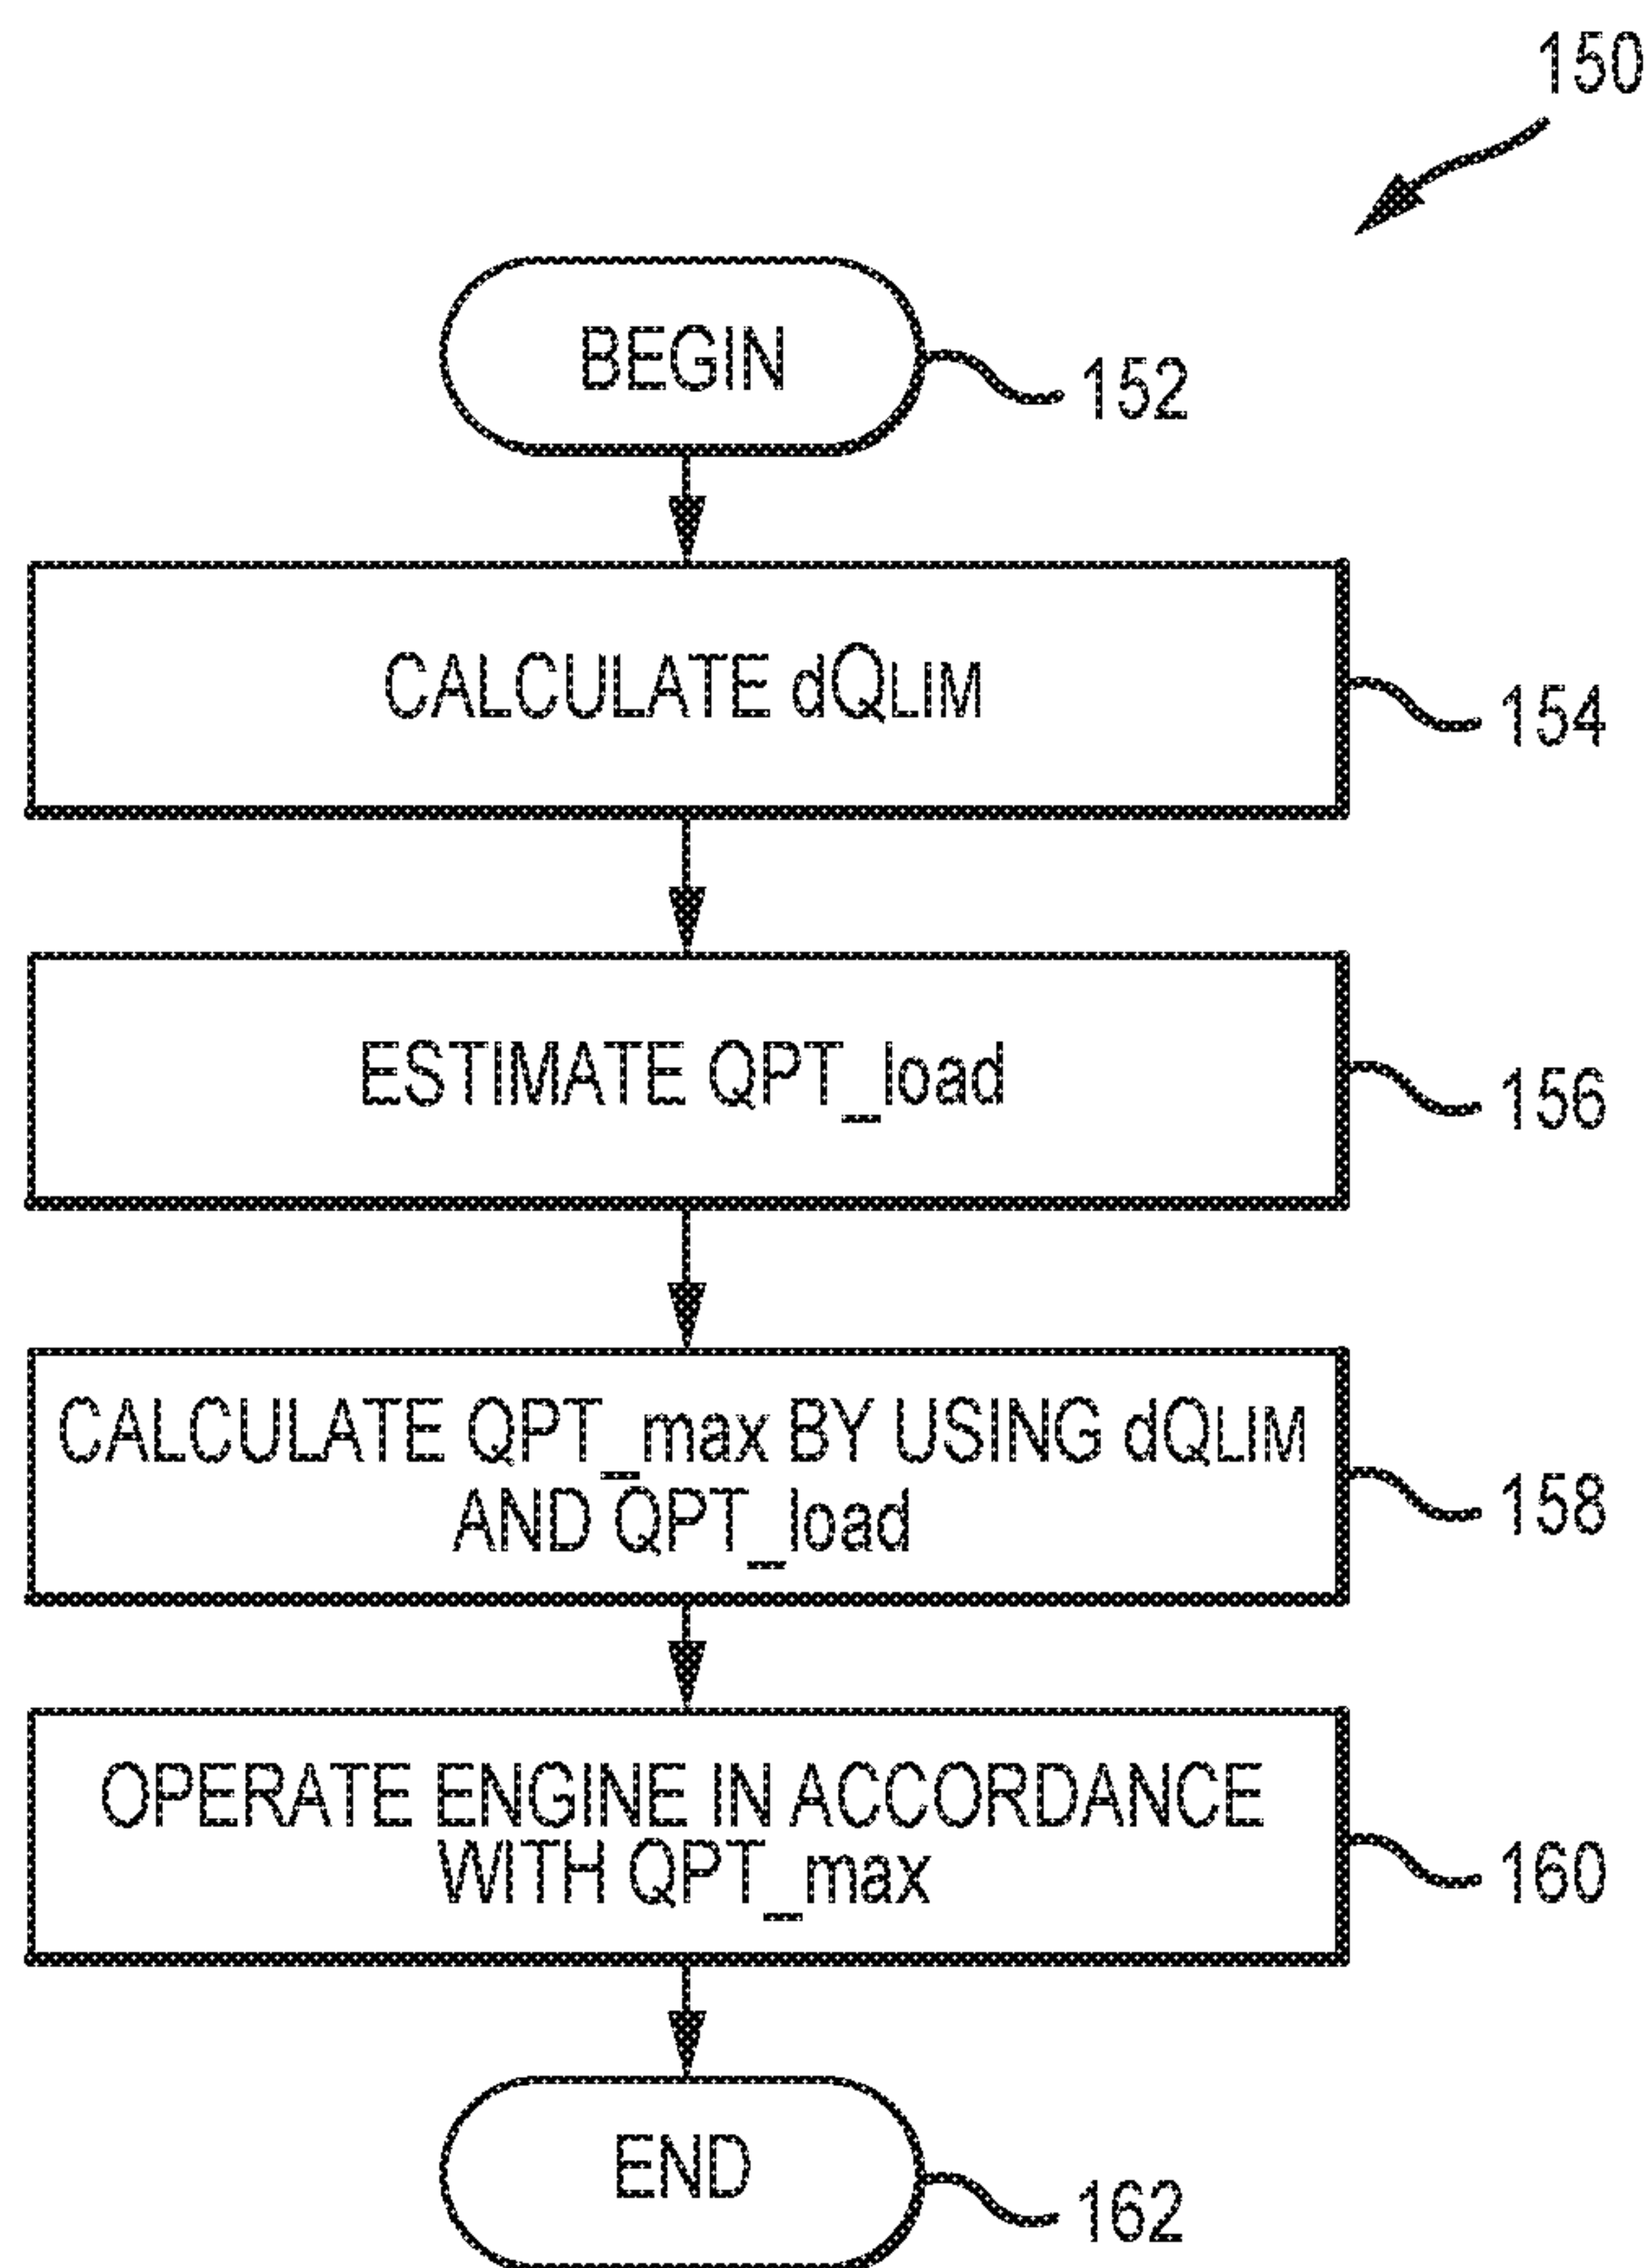 150
BEGIN
152
CALCULATE dQLIM
154
ESTIMATE QPT_load
156
CALCULATE QPT_max BY USING dQLIM
AND QPT_load
158
OPERATE ENGINE IN ACCORDANCE
WITH QPT_max
160
END
162